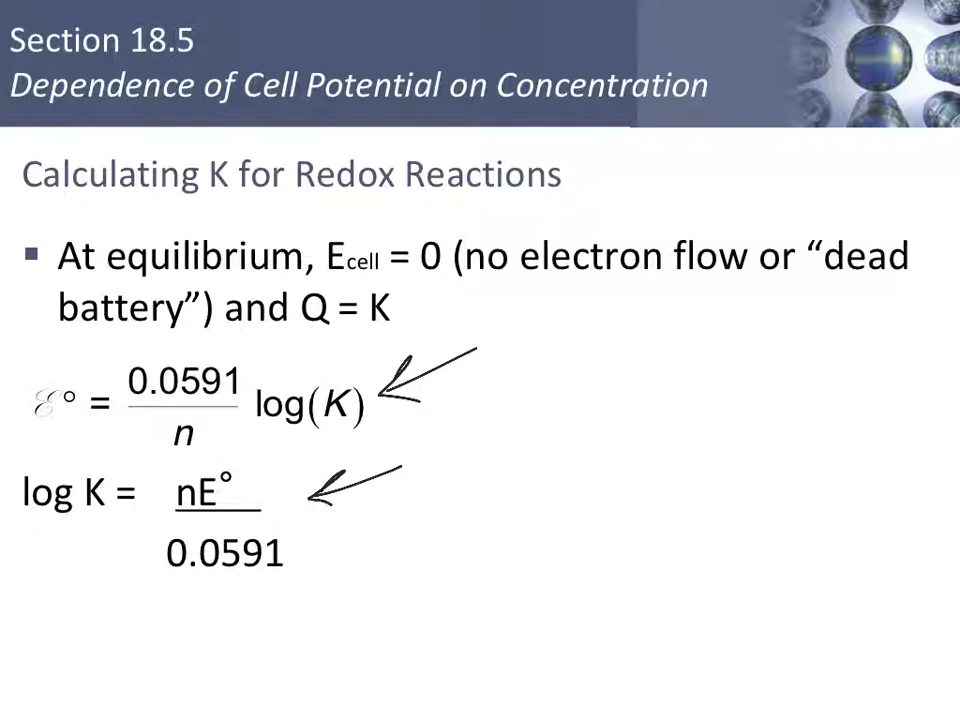 Section 18.5
Dependence of Cell Potential on Concentration
Calculating K for Redox Reactions
▪ At equilibrium, Ecell = 0 (no electron flow or “dead
battery”) and Q = K
ℰ° = 0.0591/n log(K)
log K = nE°
0.0591